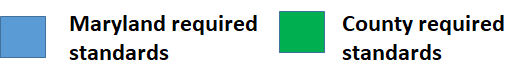 Maryland required
standards
County required
standards